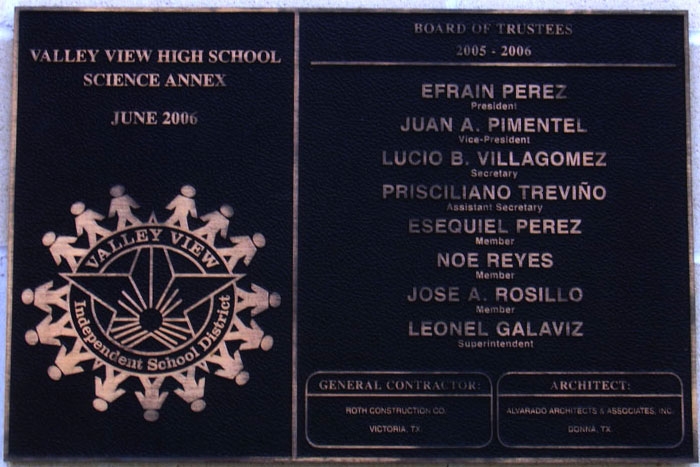 VALLEY VIEW HIGH SCHOOL
SCIENCE ANNEX
JUNE 2006
VALLEY VIEW
Independent School District
BOARD OF TRUSTEES
2005 - 2006
EFRAIN PEREZ
President
JUAN A. PIMENTEL
Vice-President
LUCIO B. VILLAGOMEZ
Secretary
PRISCILIANO TREVIÑO
Assistant Secretary
ESEQUIEL PEREZ
Member
NOE REYES
Member
JOSE A. ROSILLO
Member
LEONEL GALAVIZ
Superintendent
GENERAL CONTRACTOR:
ROTH CONSTRUCTION CO.
VICTORIA, TX
ARCHITECT:
ALVARADO ARCHITECTS & ASSOCIATES, INC.
DONNA, TX